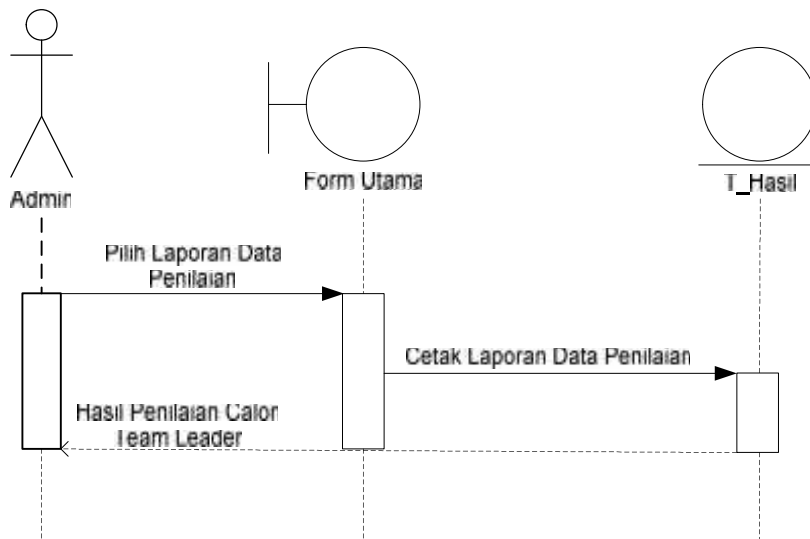 Admin
Form Utama
T_Hasil
Pilih Laporan Data
Penilaian
Cetak Laporan Data Penilaian
Hasil Penilaian Calon
Team Leader